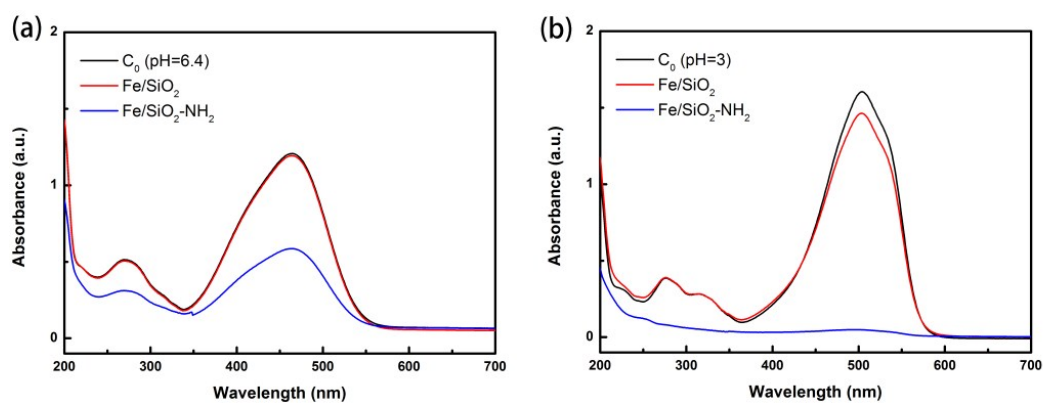 (a)
2
1
0
Absorbance (a.u.)
C₀ (pH=6.4)
Fe/SiO₂
Fe/SiO₂-NH₂
200 300 400 500 600 700
Wavelength (nm)
(b)
2
1
0
Absorbance (a.u.)
C₀ (pH=3)
Fe/SiO₂
Fe/SiO₂-NH₂
200 300 400 500 600 700
Wavelength (nm)